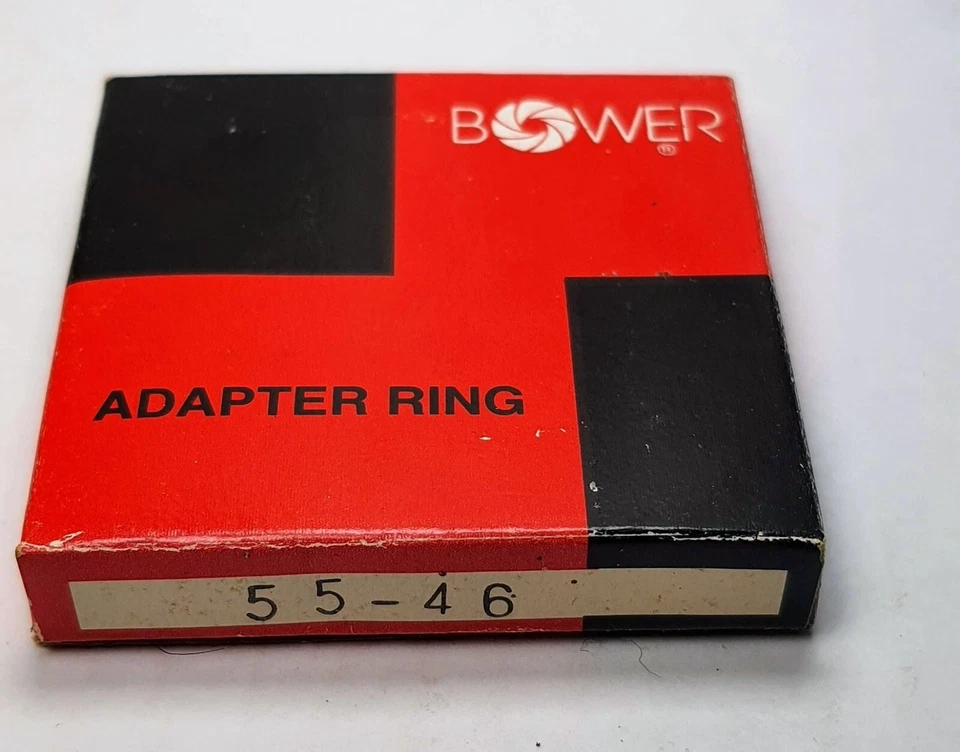 BOWER
®
ADAPTER RING
55-46